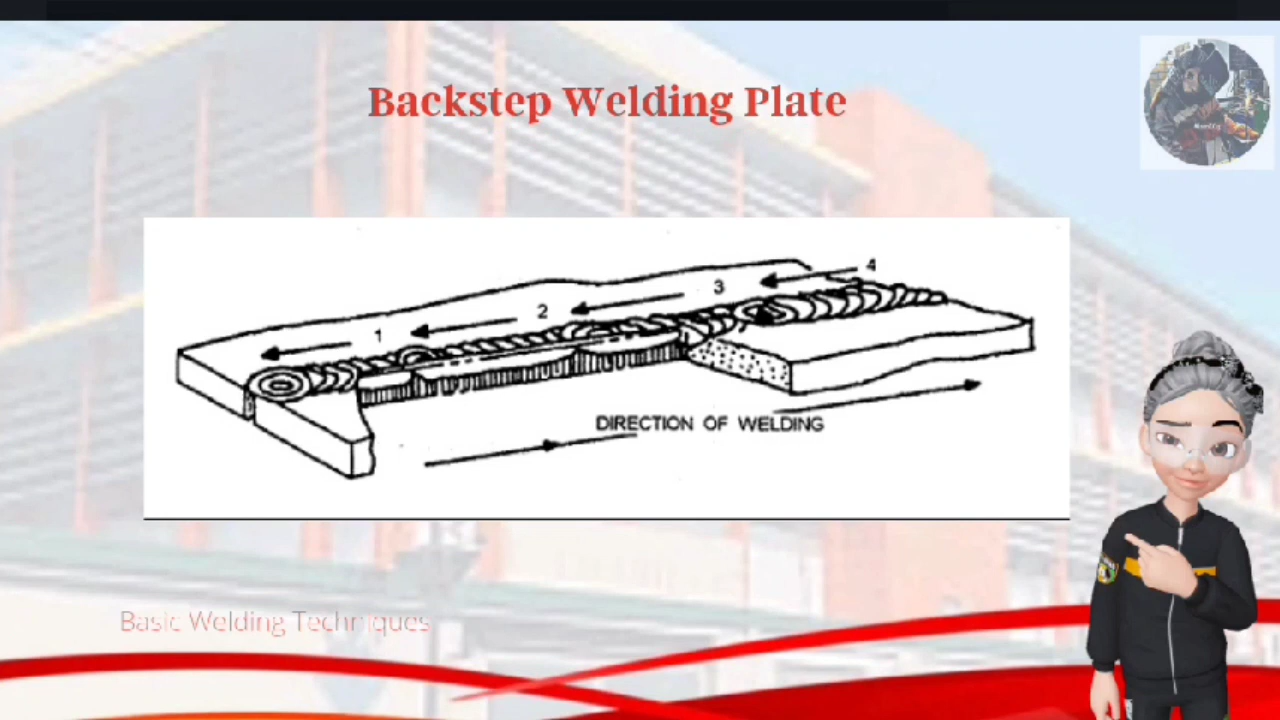 Backstep Welding Plate
4
3
2
1
DIRECTION OF WELDING
Basic Welding Techniques